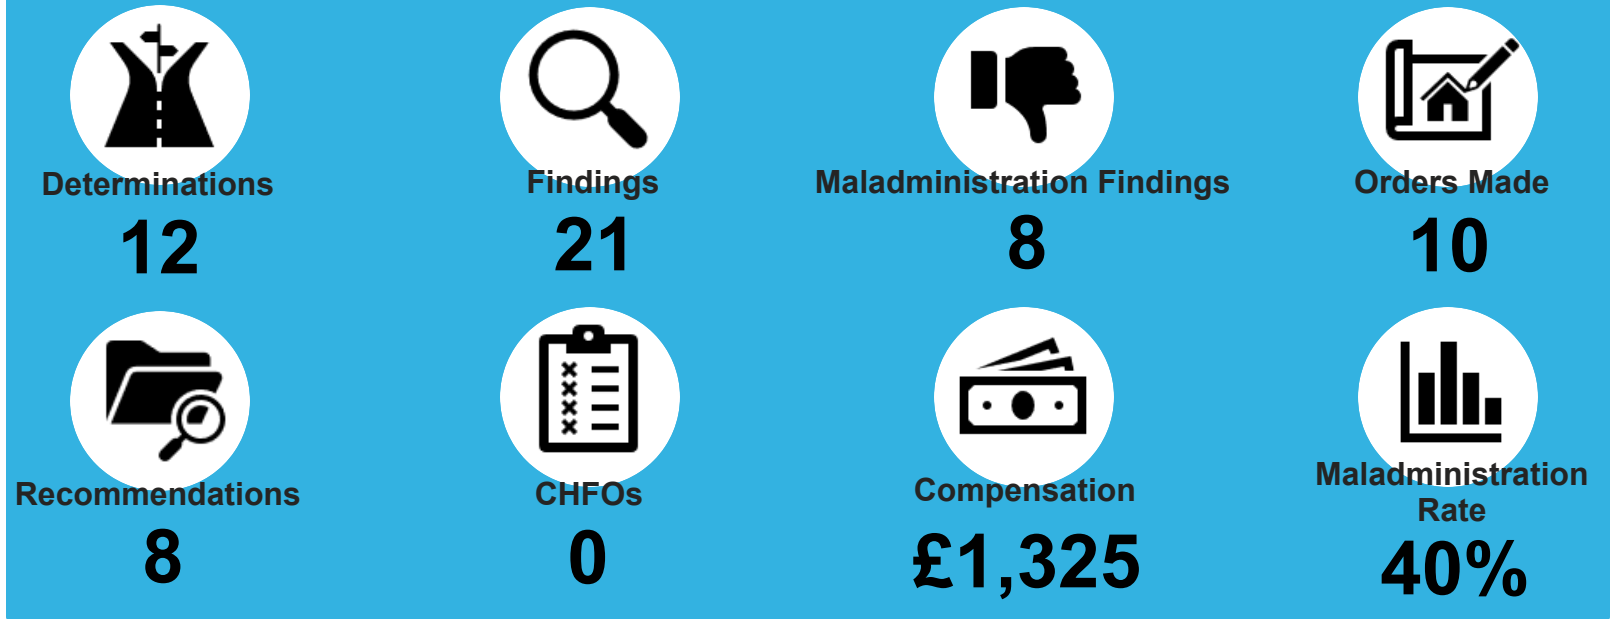 Determinations
12
Findings
21
Maladministration Findings
8
Orders Made
10
Recommendations
8
CHFOs
0
Compensation
£1,325
Maladministration
Rate
40%